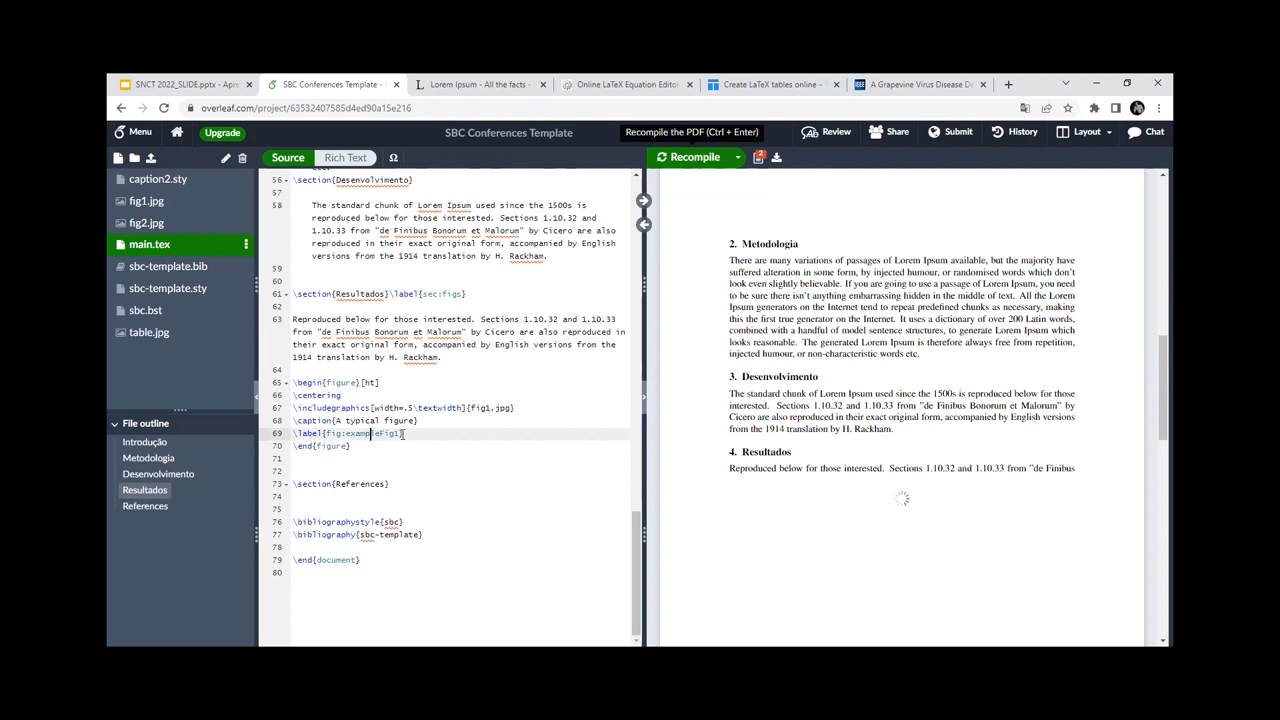 SNCT 2022_SLIDE.pptx - Apre
SBC Conferences Template -
Lorem Ipsum - All the facts -
Online LaTeX Equation Editor
Create LaTeX tables online –
A Grapevine Virus Disease De
overleaf.com/project/63532407585d4ed90a15e216
Menu
Upgrade
SBC Conferences Template
Recompile the PDF (Ctrl + Enter)
Review
Share
Submit
History
Layout
Chat
Source
Rich Text
Ω
Recompile
2
caption2.sty
fig1.jpg
fig2.jpg
main.tex
sbc-template.bib
sbc-template.sty
sbc.bst
table.jpg
File outline
Introdução
Metodologia
Desenvolvimento
Resultados
References
56 \section{Desenvolvimento}
57
58 The standard chunk of Lorem Ipsum used since the 1500s is
reproduced below for those interested. Sections 1.10.32 and
1.10.33 from "de Finibus Bonorum et Malorum" by Cicero are also
reproduced in their exact original form, accompanied by English
versions from the 1914 translation by H. Rackham.
59
60
61 \section{Resultados}\label{sec:figs}
62
63 Reproduced below for those interested. Sections 1.10.32 and 1.10.33
from "de Finibus Bonorum et Malorum" by Cicero are also reproduced in
their exact original form, accompanied by English versions from the
1914 translation by H. Rackham.
64
65 \begin{figure}[ht]
66 \centering
67 \includegraphics[width=.5\textwidth]{fig1.jpg}
68 \caption{A typical figure}
69 \label{fig:exampleFig1}
70 \end{figure}
71
72
73 \section{References}
74
75
76 \bibliographystyle{sbc}
77 \bibliography{sbc-template}
78
79 \end{document}
80
2. Metodologia
There are many variations of passages of Lorem Ipsum available, but the majority have
suffered alteration in some form, by injected humour, or randomised words which don't
look even slightly believable. If you are going to use a passage of Lorem Ipsum, you need
to be sure there isn't anything embarrassing hidden in the middle of text. All the Lorem
Ipsum generators on the Internet tend to repeat predefined chunks as necessary, making
this the first true generator on the Internet. It uses a dictionary of over 200 Latin words,
combined with a handful of model sentence structures, to generate Lorem Ipsum which
looks reasonable. The generated Lorem Ipsum is therefore always free from repetition,
injected humour, or non-characteristic words etc.
3. Desenvolvimento
The standard chunk of Lorem Ipsum used since the 1500s is reproduced below for those
interested. Sections 1.10.32 and 1.10.33 from "de Finibus Bonorum et Malorum" by
Cicero are also reproduced in their exact original form, accompanied by English versions
from the 1914 translation by H. Rackham.
4. Resultados
Reproduced below for those interested. Sections 1.10.32 and 1.10.33 from "de Finibus